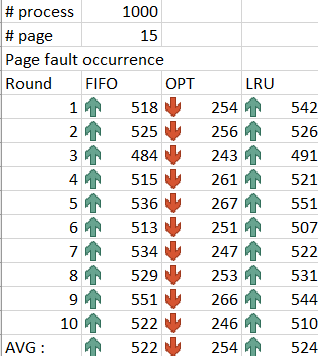 # process 1000
# page 15
Page fault occurrence
Round FIFO OPT LRU
1 518 254 542
2 525 256 526
3 484 243 491
4 515 261 521
5 536 267 551
6 513 251 507
7 534 247 522
8 529 253 531
9 551 266 544
10 522 246 510
AVG : 522 254 524